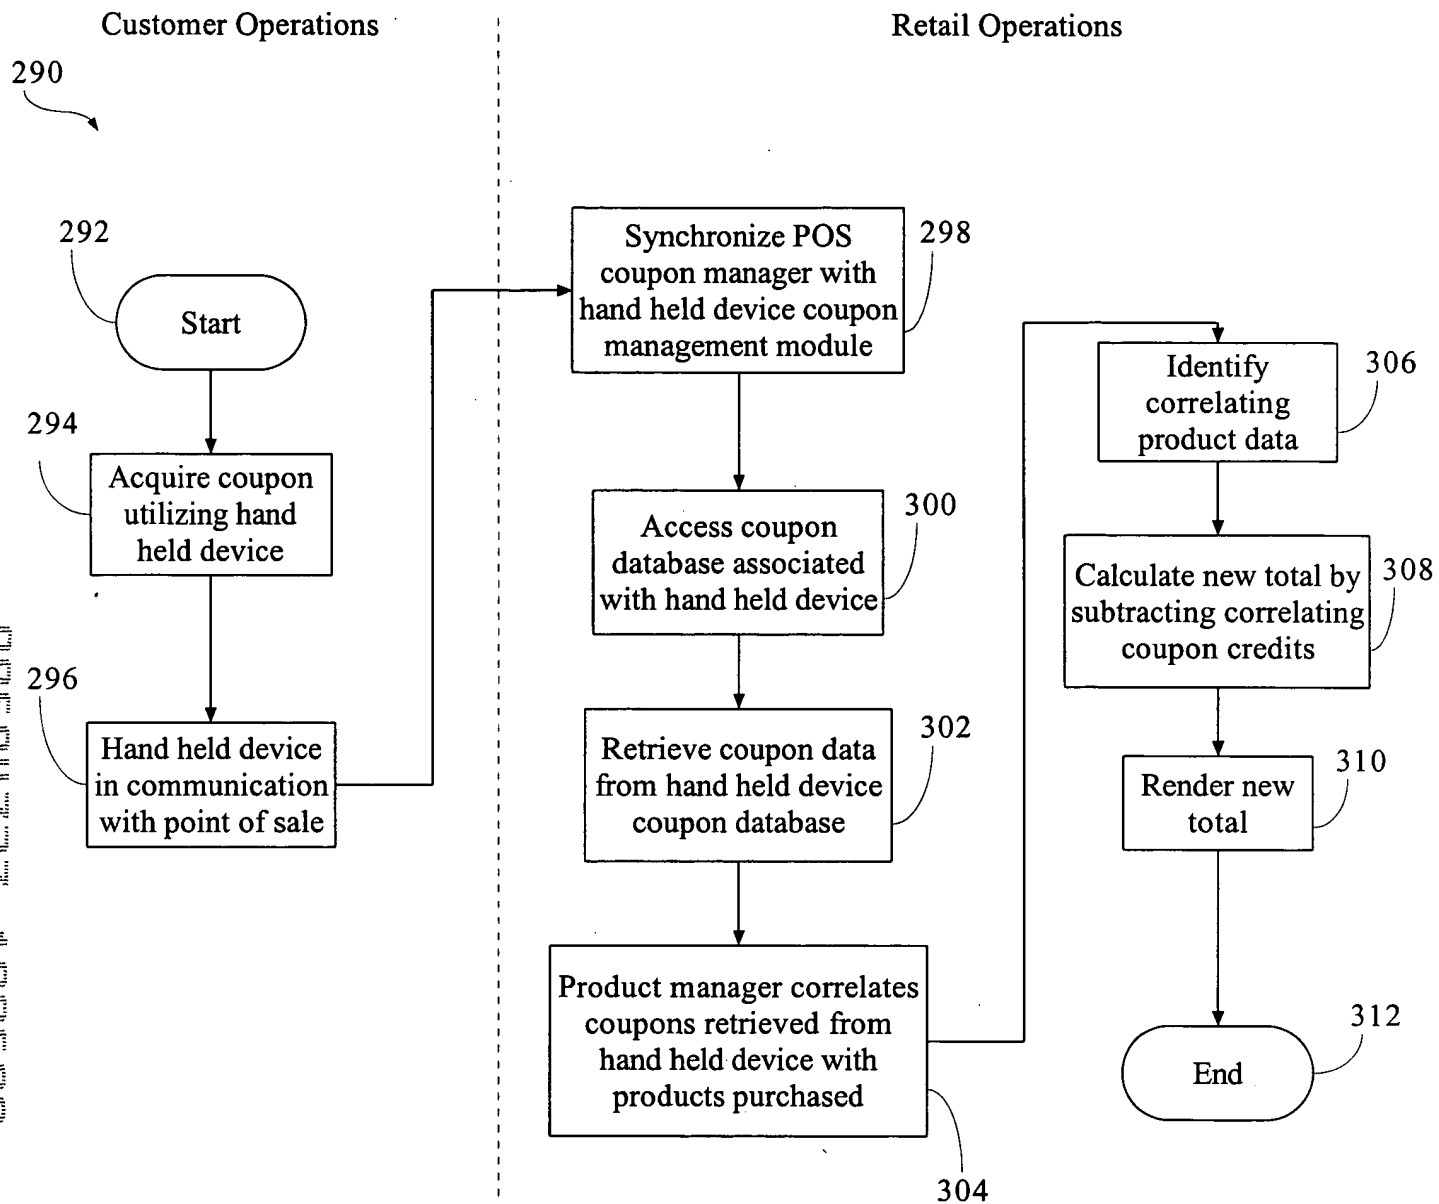 Customer Operations
Retail Operations
290
292
Start
294
Acquire coupon
utilizing hand
held device
296
Hand held device
in communication
with point of sale
Synchronize POS
coupon manager with
hand held device coupon
management module
298
Access coupon
database associated
with hand held device
300
Retrieve coupon data
from hand held device
coupon database
302
Product manager correlates
coupons retrieved from
hand held device with
products purchased
304
Identify
correlating
product data
306
Calculate new total by
subtracting correlating
coupon credits
308
Render new
total
310
End
312